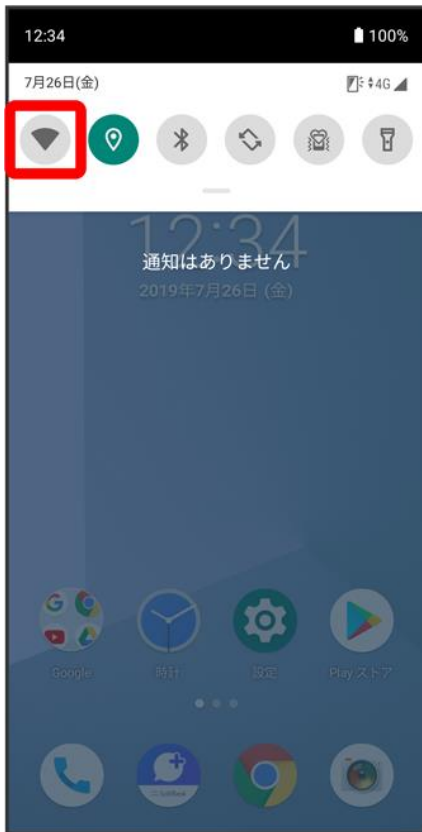 12:34
100%
7月26日(金)
4G
12:34
通知はありません
2019年7月26日 (金)
Google
時計
設定
Play ストア
SoftBank